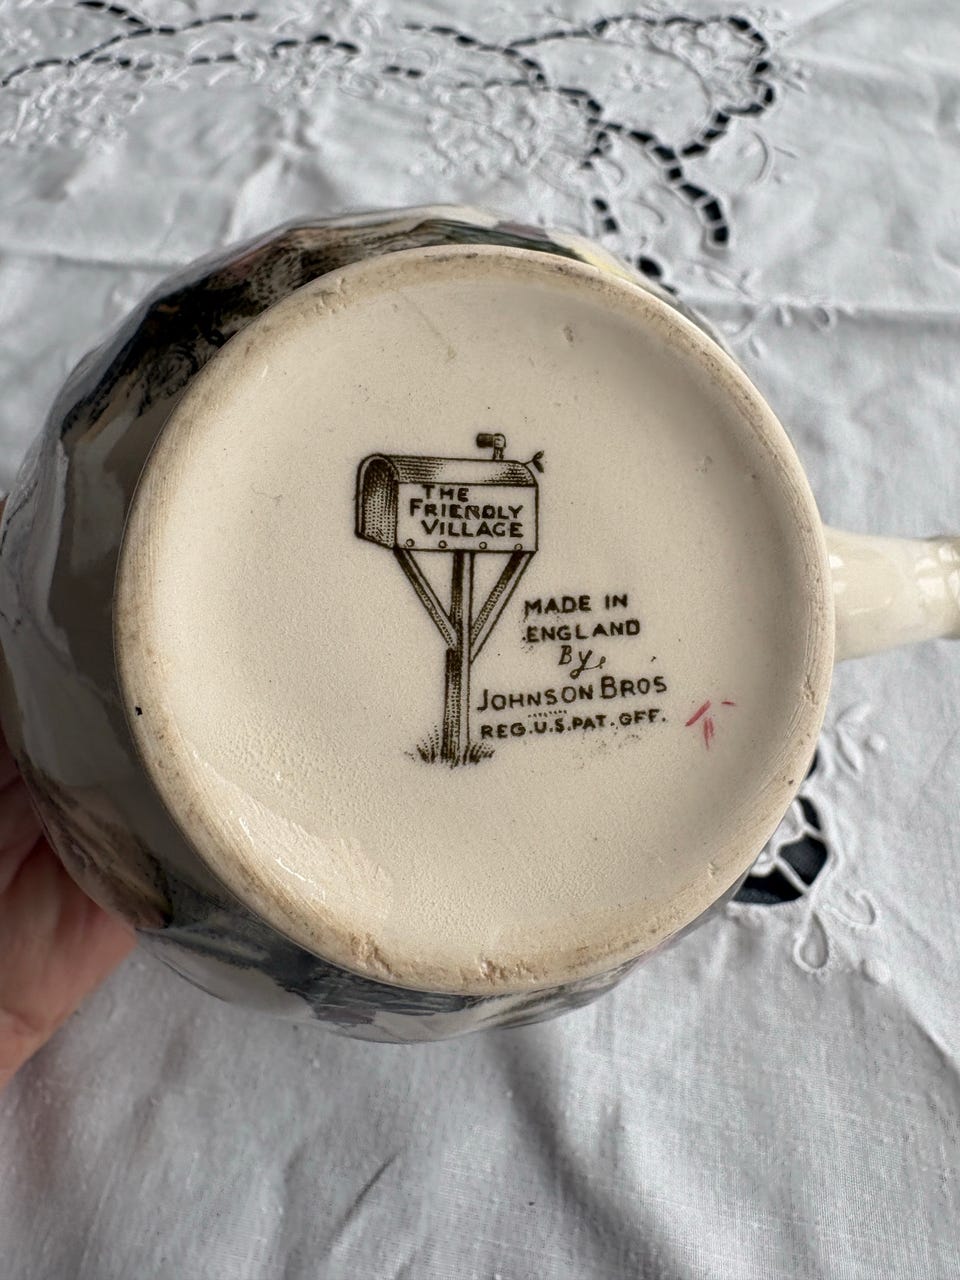 THE
FRIENDLY
VILLAGE
MADE IN
ENGLAND
By
JOHNSON BROS
REG.U.S.PAT.OFF.